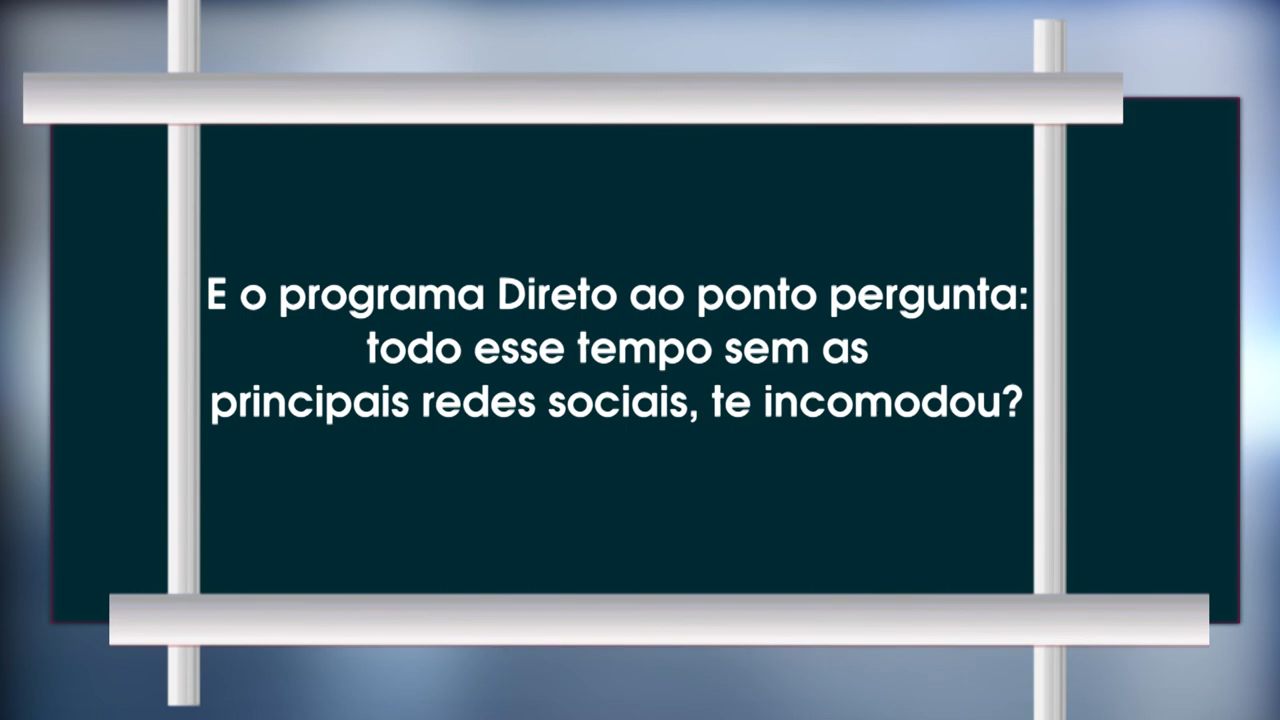 E o programa Direto ao ponto pergunta:
todo esse tempo sem as
principais redes sociais, te incomodou?